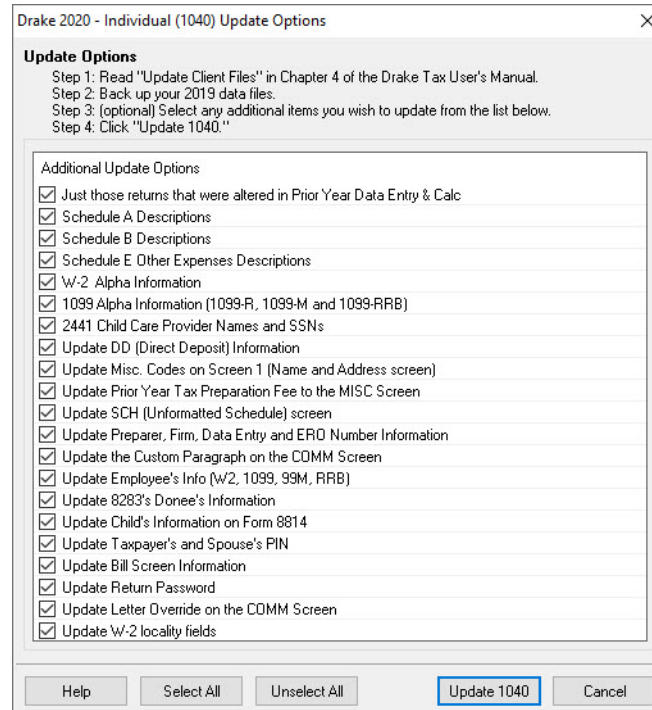 Drake 2020 - Individual (1040) Update Options
Update Options
Step 1: Read "Update Client Files" in Chapter 4 of the Drake Tax User's Manual.
Step 2: Back up your 2019 data files.
Step 3: (optional) Select any additional items you wish to update from the list below.
Step 4: Click "Update 1040."
Additional Update Options
Just those returns that were altered in Prior Year Data Entry & Calc
Schedule A Descriptions
Schedule B Descriptions
Schedule E Other Expenses Descriptions
W-2 Alpha Information
1099 Alpha Information (1099-R, 1099-M and 1099-RRB)
2441 Child Care Provider Names and SSNs
Update DD (Direct Deposit) Information
Update Misc. Codes on Screen 1 (Name and Address screen)
Update Prior Year Tax Preparation Fee to the MISC Screen
Update SCH (Unformatted Schedule) screen
Update Preparer, Firm, Data Entry and ERO Number Information
Update the Custom Paragraph on the COMM Screen
Update Employee's Info (W2, 1099, 99M, RRB)
Update 8283's Donee's Information
Update Child's Information on Form 8814
Update Taxpayer's and Spouse's PIN
Update Bill Screen Information
Update Return Password
Update Letter Override on the COMM Screen
Update W-2 locality fields
Help Select All Unselect All Update 1040 Cancel